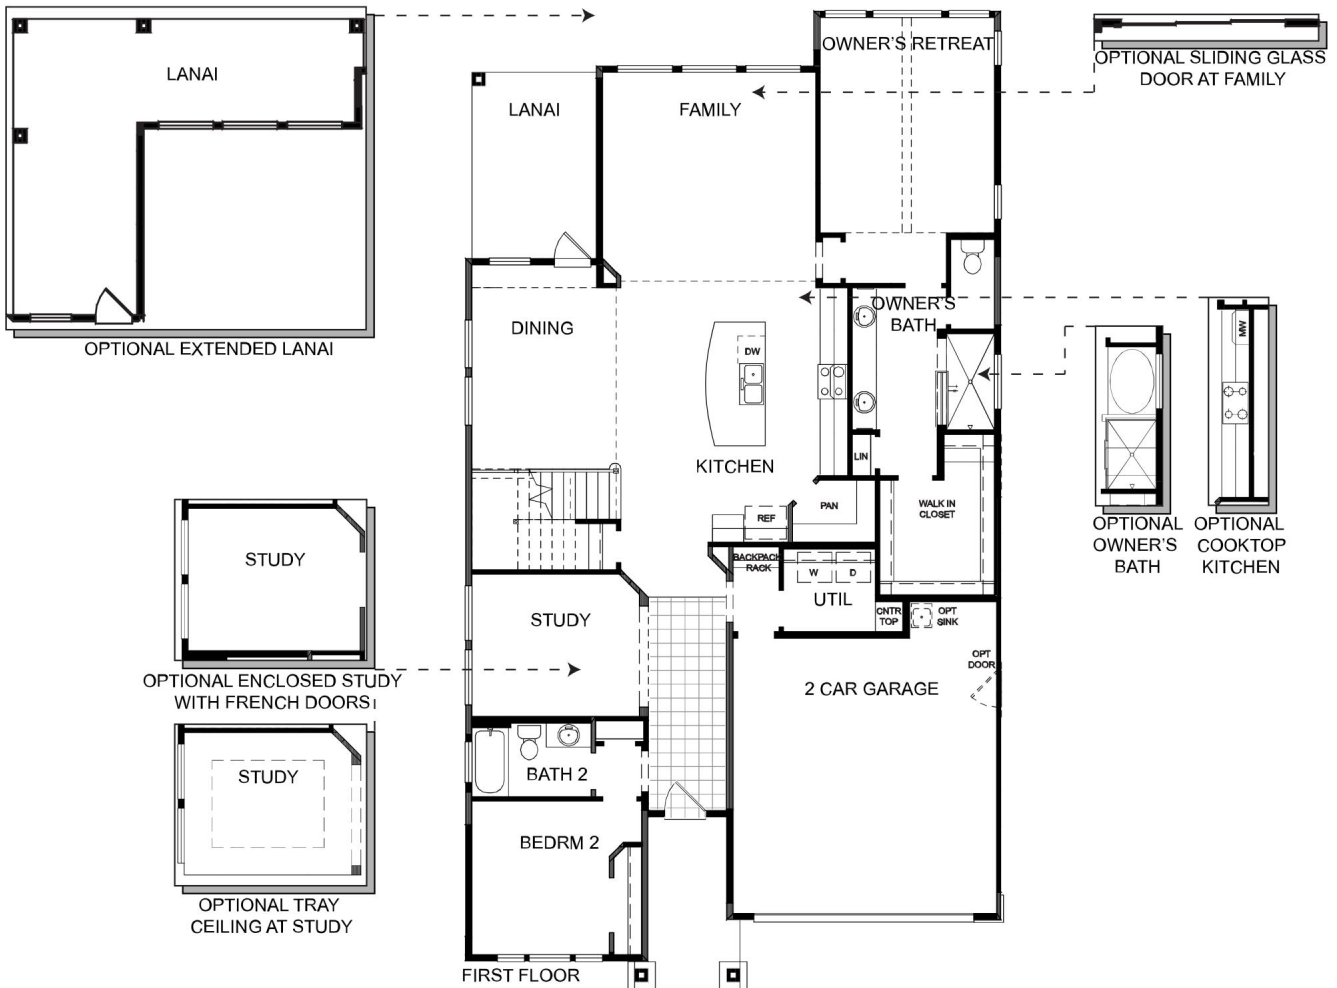 OWNER'S RETREAT
OPTIONAL SLIDING GLASS
DOOR AT FAMILY
LANAI
LANAI
FAMILY
OPTIONAL EXTENDED LANAI
DINING
OWNER'S
BATH
DW
MW
KITCHEN
LIN
PAN
REF
WALK IN
CLOSET
OPTIONAL
OWNER'S
BATH
OPTIONAL
COOKTOP
KITCHEN
BACKPACK
RACK
W
D
UTIL
CNTR
TOP
OPT
SINK
OPT
DOOR
STUDY
STUDY
OPTIONAL ENCLOSED STUDY
WITH FRENCH DOORS
2 CAR GARAGE
STUDY
OPTIONAL TRAY
CEILING AT STUDY
BATH 2
BEDRM 2
FIRST FLOOR